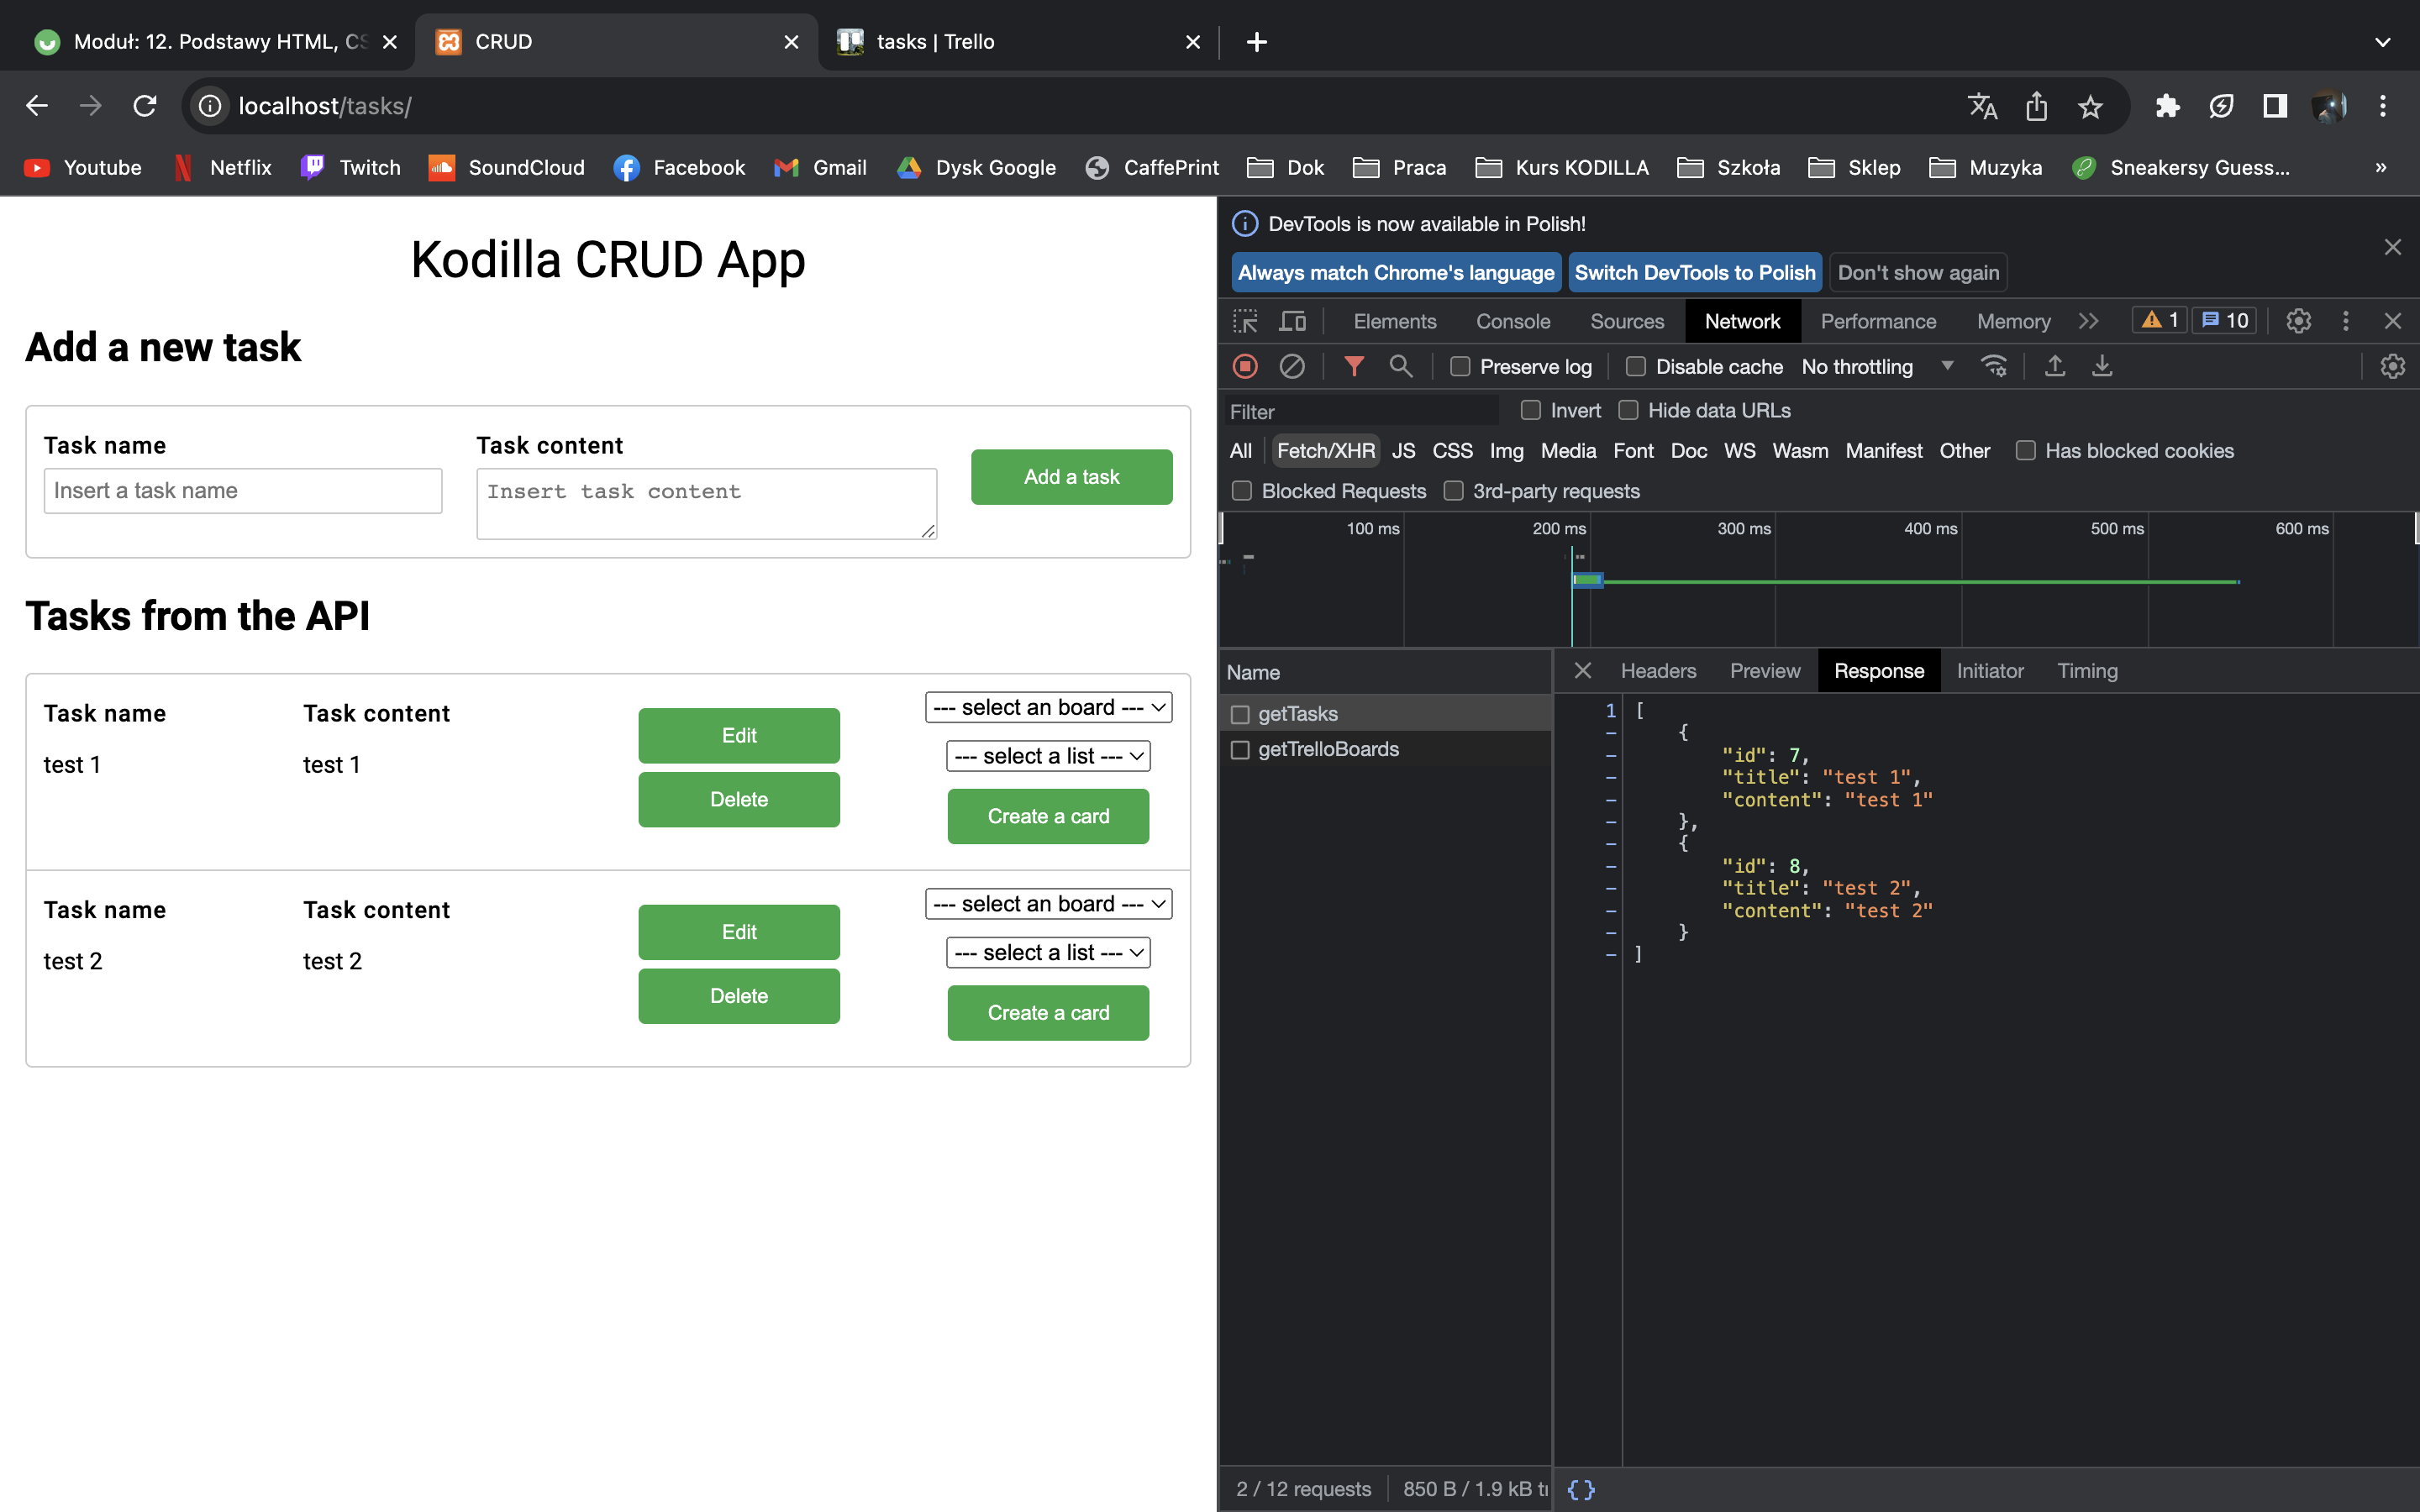 Moduł: 12. Podstawy HTML, CS
CRUD
tasks | Trello
localhost/tasks/
Youtube
Netflix
Twitch
SoundCloud
Facebook
Gmail
Dysk Google
CaffePrint
Dok
Praca
Kurs KODILLA
Szkoła
Sklep
Muzyka
Sneakersy Guess...
»
Kodilla CRUD App
Add a new task
Task name
Task content
Insert a task name
Insert task content
Add a task
Tasks from the API
Task name
Task content
test 1
test 1
Edit
Delete
--- select an board ---
--- select a list ---
Create a card
Task name
Task content
test 2
test 2
Edit
Delete
--- select an board ---
--- select a list ---
Create a card
DevTools is now available in Polish!
Always match Chrome's language
Switch DevTools to Polish
Don't show again
Elements
Console
Sources
Network
Performance
Memory
1
10
Preserve log
Disable cache
No throttling
Filter
Invert
Hide data URLs
All
Fetch/XHR
JS
CSS
Img
Media
Font
Doc
WS
Wasm
Manifest
Other
Has blocked cookies
Blocked Requests
3rd-party requests
100 ms
200 ms
300 ms
400 ms
500 ms
600 ms
Name
getTasks
getTrelloBoards
Headers
Preview
Response
Initiator
Timing
1 [
{
"id": 7,
"title": "test 1",
"content": "test 1"
},
{
"id": 8,
"title": "test 2",
"content": "test 2"
}
]
2 / 12 requests
850 B / 1.9 kB tr
{ }